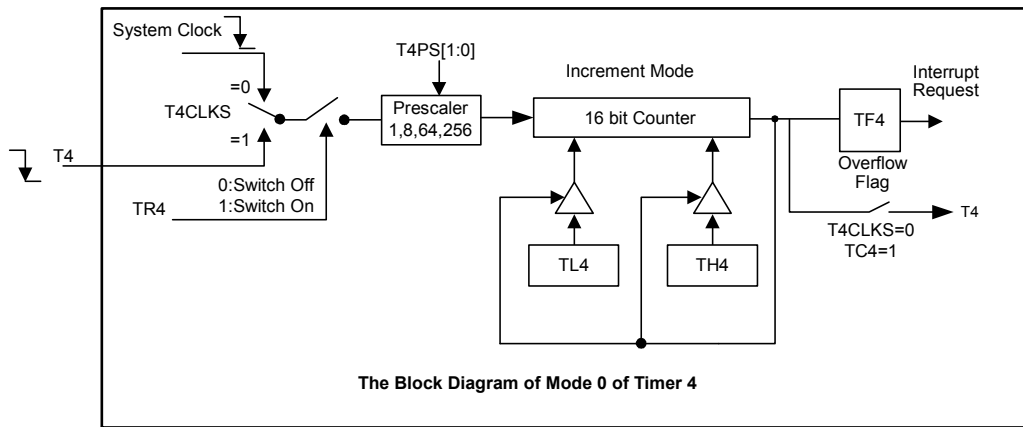 System Clock
T4PS[1:0]
Increment Mode
Interrupt
Request
=0
T4CLKS
=1
Prescaler
1,8,64,256
16 bit Counter
TF4
Overflow
Flag
T4
0:Switch Off
1:Switch On
TR4
T4
T4CLKS=0
TC4=1
TL4
TH4
The Block Diagram of Mode 0 of Timer 4